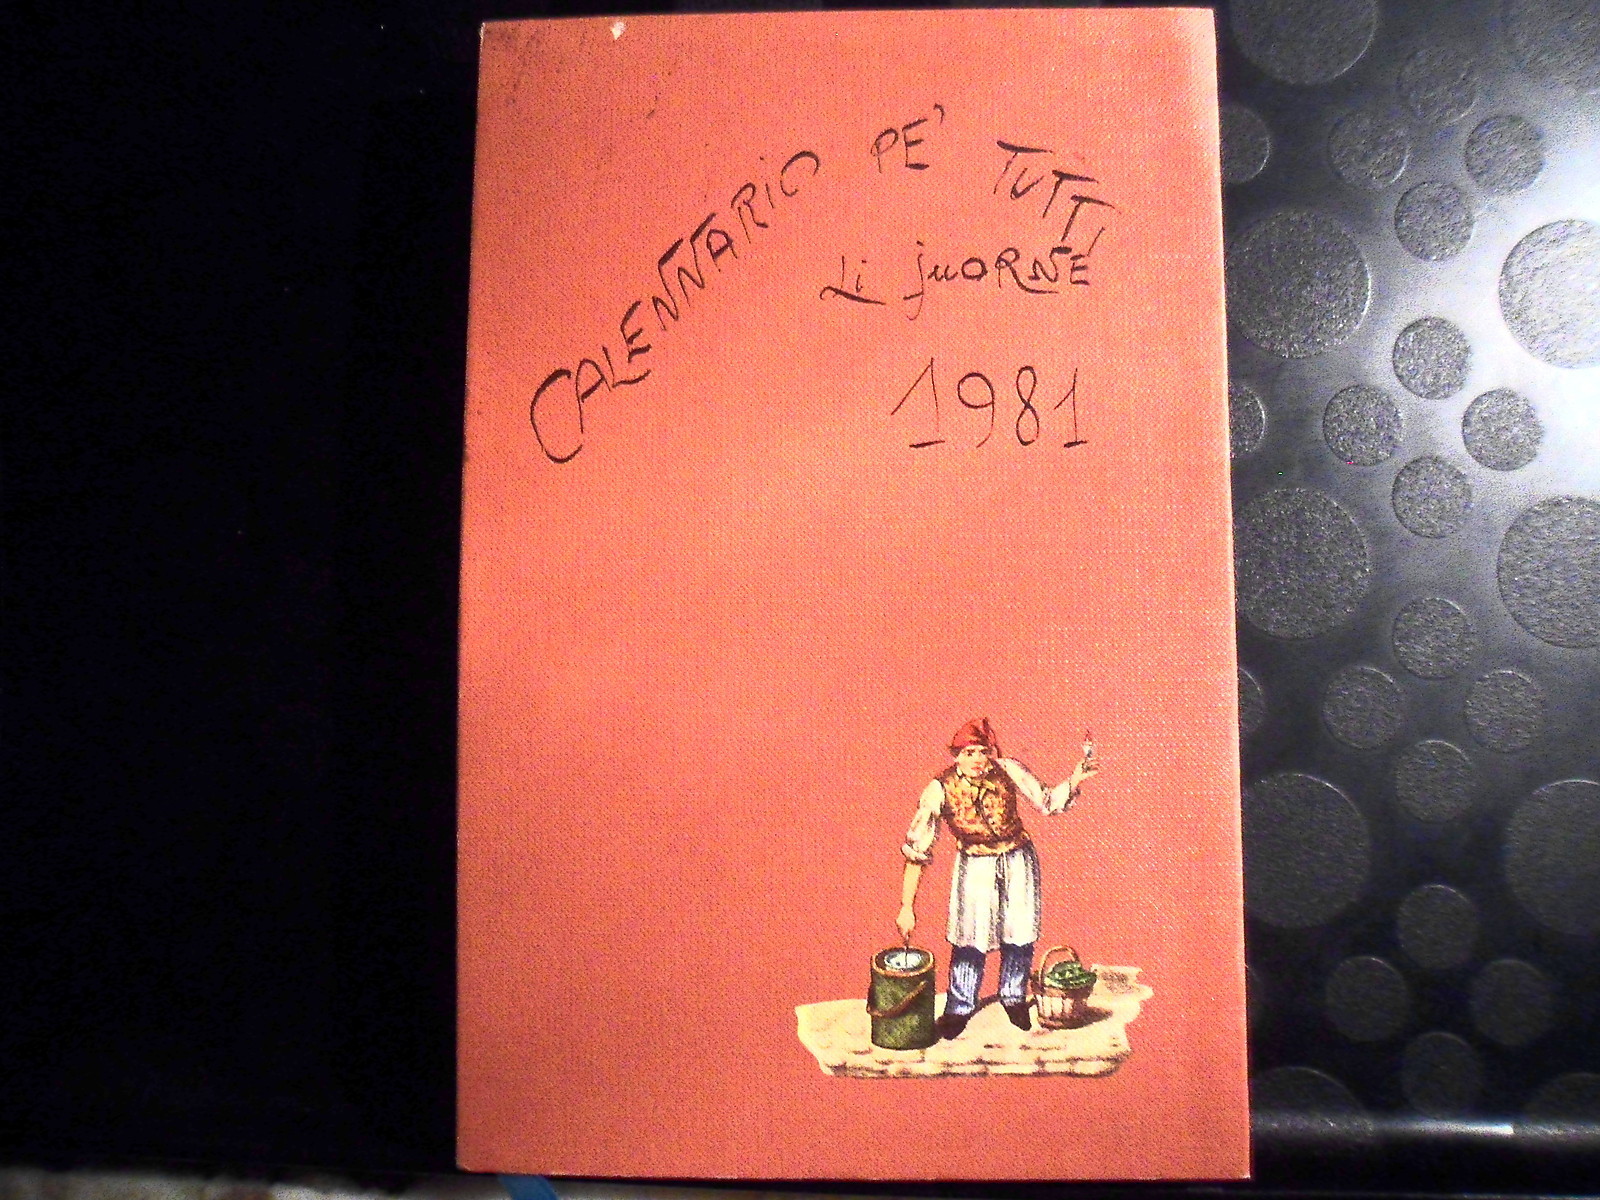 CALENNARIO PE' TUTTI
Li juORNE
1981